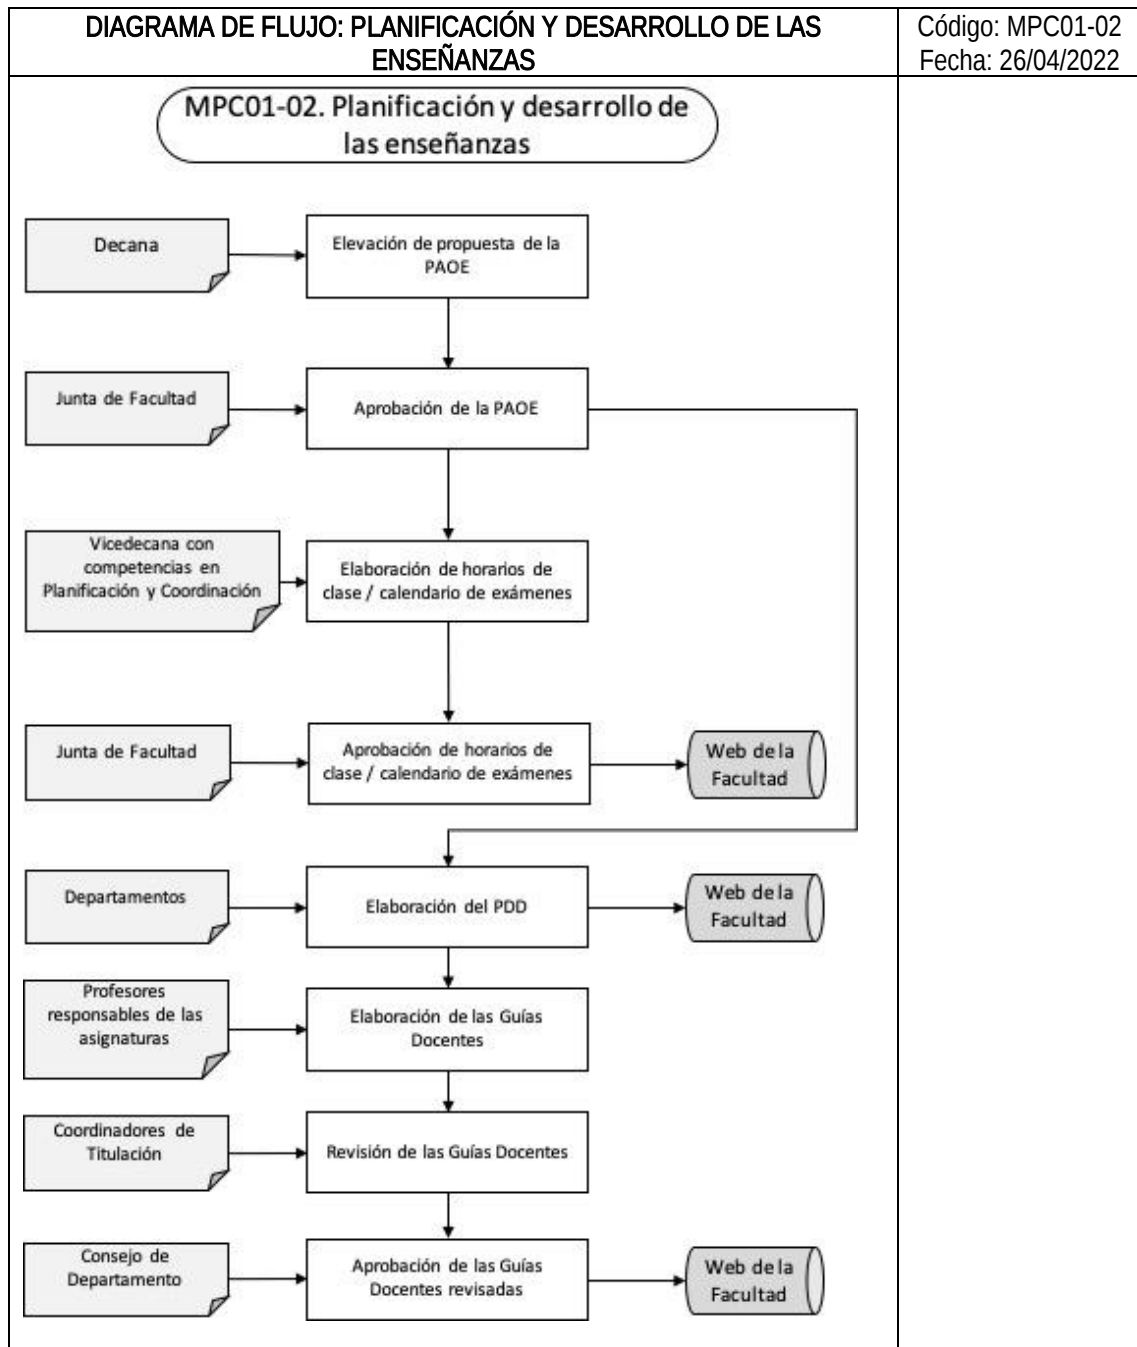 DIAGRAMA DE FLUJO: PLANIFICACIÓN Y DESARROLLO DE LAS
ENSEÑANZAS
Código: MPC01-02
Fecha: 26/04/2022
MPC01-02. Planificación y desarrollo de
las enseñanzas
Decana
Elevación de propuesta de la
PAOE
Junta de Facultad
Aprobación de la PAOE
Vicedecana con
competencias en
Planificación y Coordinación
Elaboración de horarios de
clase / calendario de exámenes
Junta de Facultad
Aprobación de horarios de
clase / calendario de exámenes
Web de la
Facultad
Departamentos
Elaboración del PDD
Web de la
Facultad
Profesores
responsables de las
asignaturas
Elaboración de las Guías
Docentes
Coordinadores de
Titulación
Revisión de las Guías Docentes
Consejo de
Departamento
Aprobación de las Guías
Docentes revisadas
Web de la
Facultad